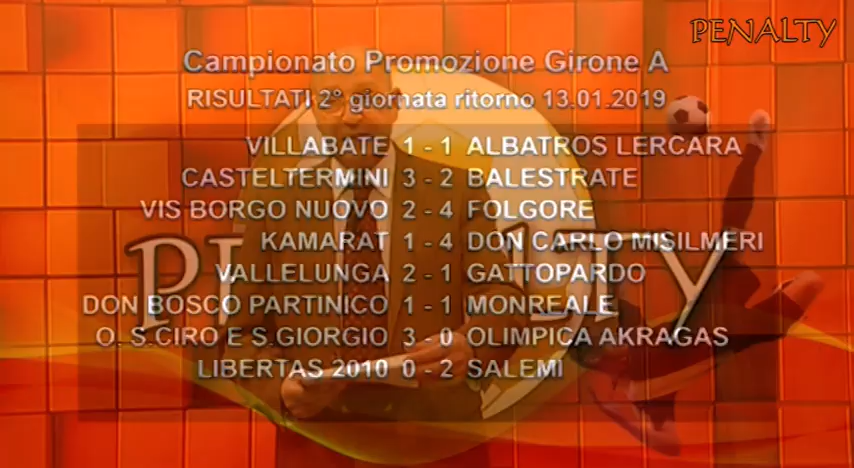 PENALTY
Campionato Promozione Girone A
RISULTATI 2° giornata ritorno 13.01.2019
VILLABATE 1 - 1 ALBATROS LERCARA
CASTELTERMINI 3 - 2 BALESTRATE
VIS BORGO NUOVO 2 - 4 FOLGORE
KAMARAT 1 - 4 DON CARLO MISILMERI
VALLELUNGA 2 - 1 GATTOPARDO
DON BOSCO PARTINICO 1 - 1 MONREALE
O. S.CIRO E S.GIORGIO 3 - 0 OLIMPICA AKRAGAS
LIBERTAS 2010 0 - 2 SALEMI